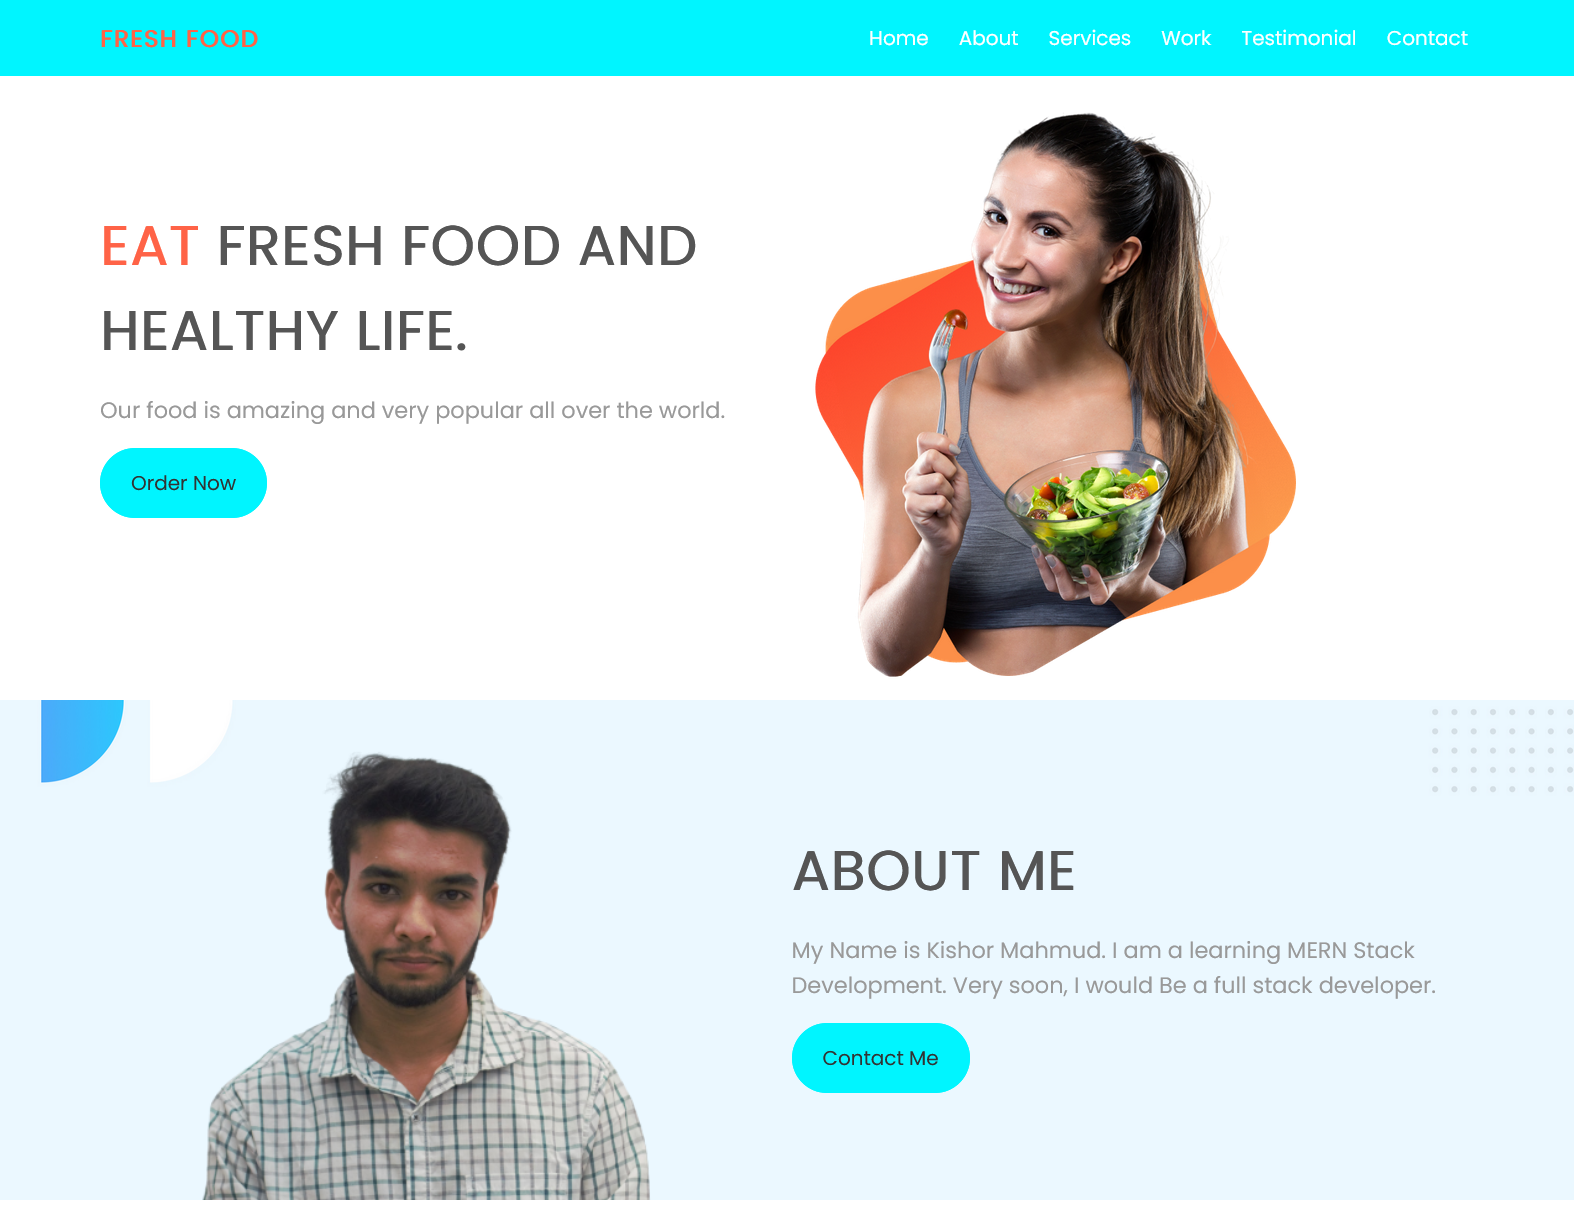 FRESH FOOD
Home About Services Work Testimonial Contact
EAT FRESH FOOD AND
HEALTHY LIFE.
Our food is amazing and very popular all over the world.
Order Now
ABOUT ME
My Name is Kishor Mahmud. I am a learning MERN Stack
Development. Very soon, I would Be a full stack developer.
Contact Me